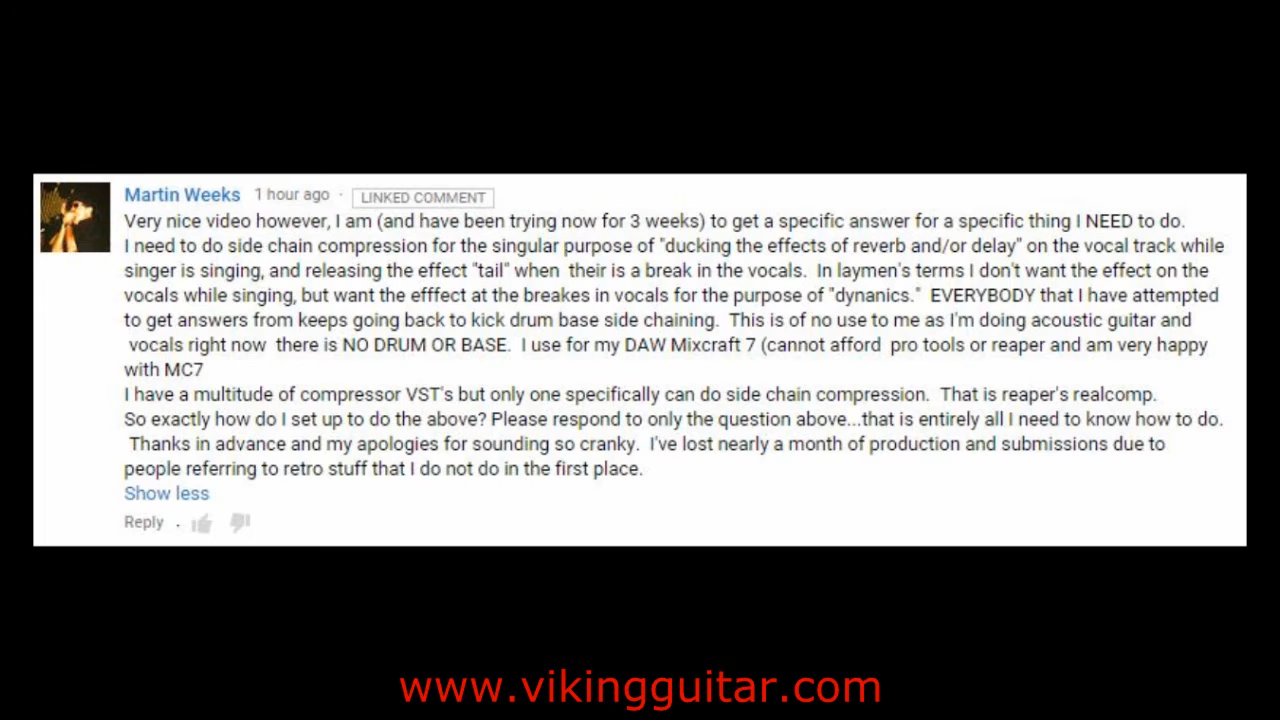 Martin Weeks 1 hour ago · LINKED COMMENT
Very nice video however, I am (and have been trying now for 3 weeks) to get a specific answer for a specific thing I NEED to do.
I need to do side chain compression for the singular purpose of "ducking the effects of reverb and/or delay" on the vocal track while
singer is singing, and releasing the effect "tail" when  their is a break in the vocals.  In laymen's terms I don't want the effect on the
vocals while singing, but want the efffect at the breakes in vocals for the purpose of "dynanics."  EVERYBODY that I have attempted
to get answers from keeps going back to kick drum base side chaining.  This is of no use to me as I'm doing acoustic guitar and
vocals right now  there is NO DRUM OR BASE.  I use for my DAW Mixcraft 7 (cannot afford  pro tools or reaper and am very happy
with MC7
I have a multitude of compressor VST's but only one specifically can do side chain compression.  That is reaper's realcomp.
So exactly how do I set up to do the above? Please respond to only the question above...that is entirely all I need to know how to do.
Thanks in advance and my apologies for sounding so cranky.  I've lost nearly a month of production and submissions due to
people referring to retro stuff that I do not do in the first place.
Show less
Reply ·
www.vikingguitar.com